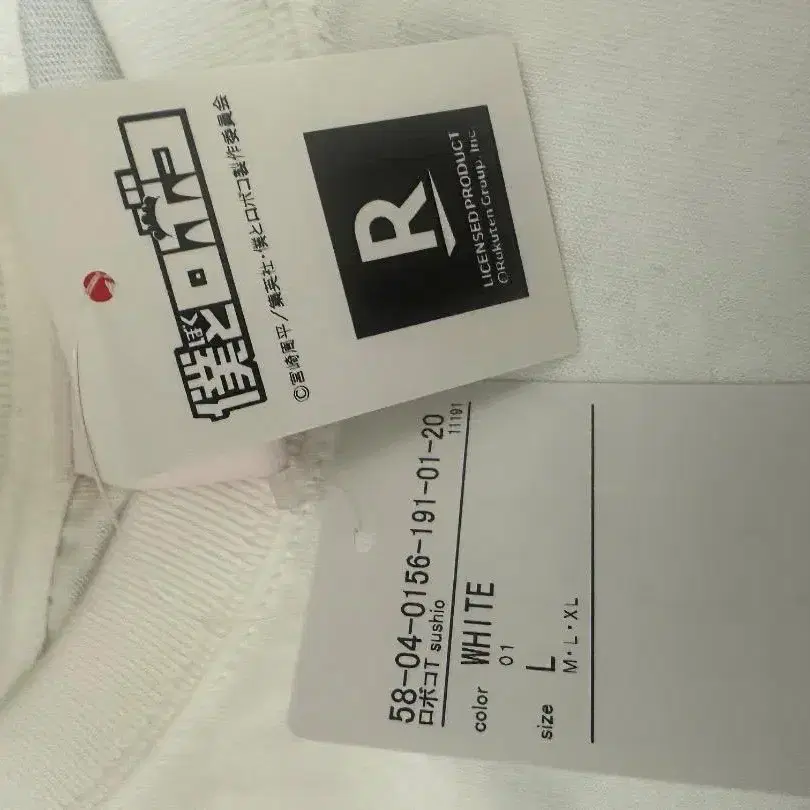 僕とロボコ
ぼく
©宮崎周平/集英社・僕とロボコ製作委員会
R
LICENSED PRODUCT
©Rakuten Group, Inc.
58-04-0156-191-01-20
ロボコT sushio
11191
color WHITE
01
size L
M・L・XL